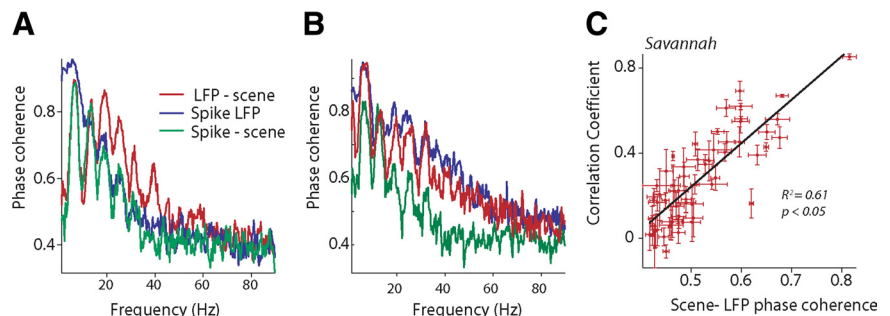 A
Phase coherence
0.8
0.6
0.4
LFP - scene
Spike LFP
Spike - scene
20 40 60 80
Frequency (Hz)
B
Phase coherence
0.8
0.6
0.4
20 40 60 80
Frequency (Hz)
C
Savannah
Correlation Coefficient
0.8
0.4
0
R² = 0.61
p < 0.05
0.5 0.6 0.7 0.8
Scene- LFP phase coherence